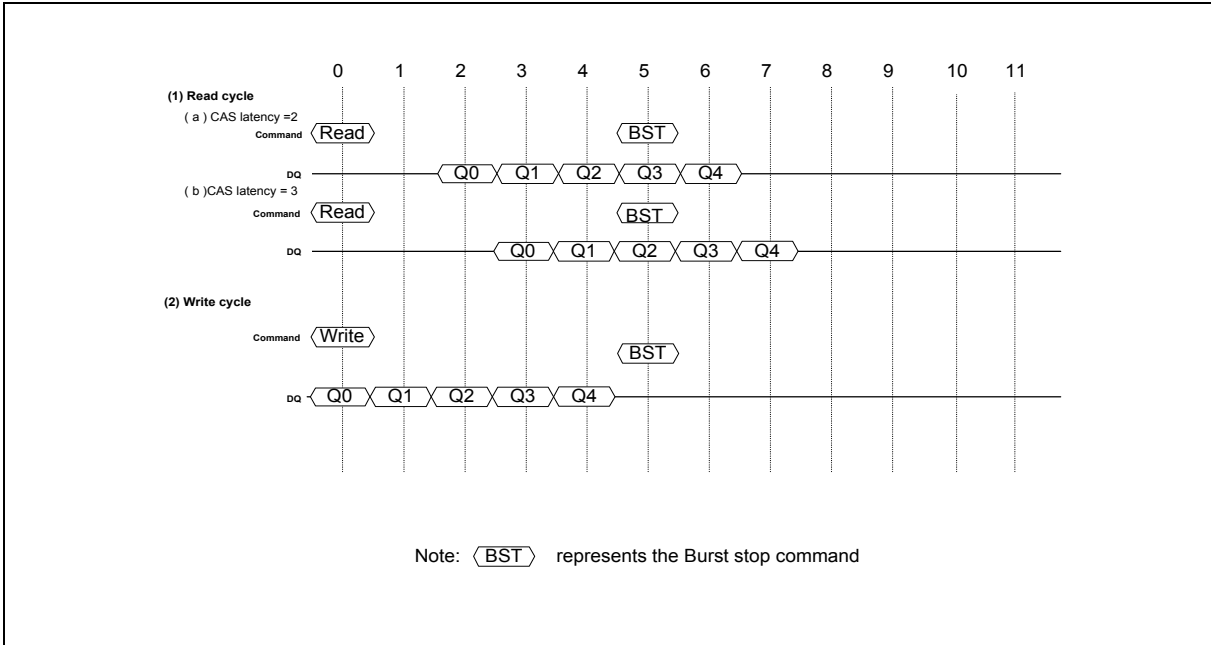 0 1 2 3 4 5 6 7 8 9 10 11
(1) Read cycle
( a ) CAS latency =2
Command Read BST
DQ Q0 Q1 Q2 Q3 Q4
( b )CAS latency = 3
Command Read BST
DQ Q0 Q1 Q2 Q3 Q4
(2) Write cycle
Command Write
BST
DQ Q0 Q1 Q2 Q3 Q4
Note: BST represents the Burst stop command